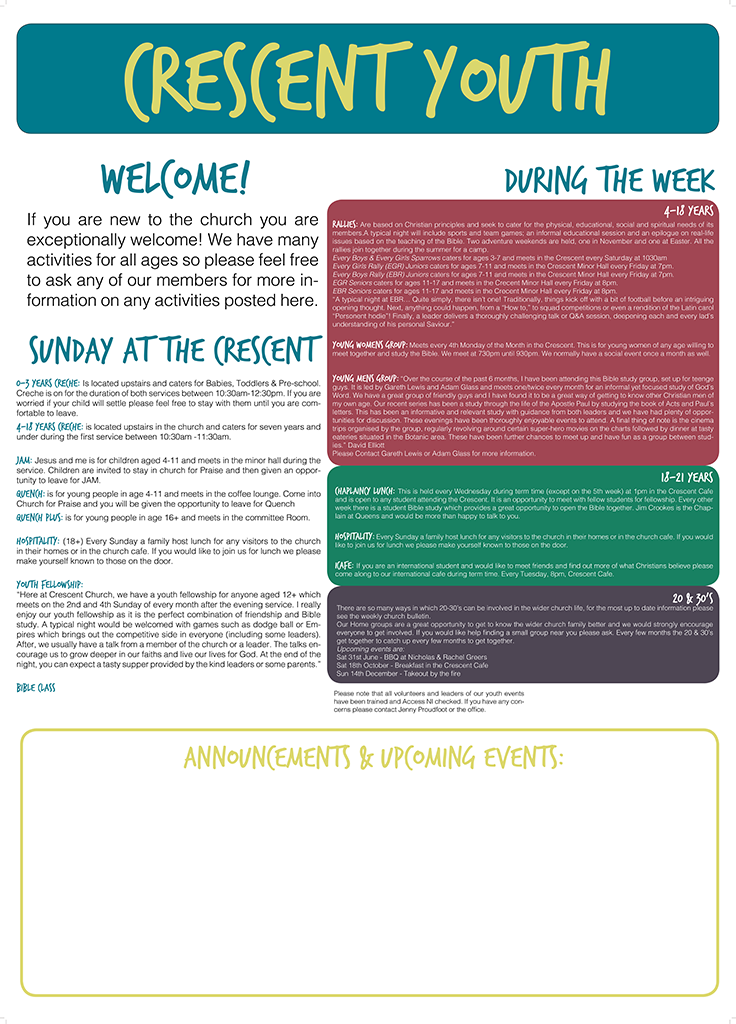 CRESCENT YOUTH
WELCOME!
If you are new to the church you are
exceptionally welcome! We have many
activities for all ages so please feel free
to ask any of our members for more in-
formation on any activities posted here.
SUNDAY AT THE CRESCENT
0-3 YEARS CRECHE: Is located upstairs and caters for Babies, Toddlers & Pre-school.
Creche is on for the duration of both services between 10:30am-12:30pm. If you are
worried if your child will settle please feel free to stay with them until you are com-
fortable to leave.
4-18 YEARS CRECHE: is located upstairs in the church and caters for seven years and
under during the first service between 10:30am -11:30am.
JAM: Jesus and me is for children aged 4-11 and meets in the minor hall during the
service. Children are invited to stay in church for Praise and then given an oppor-
tunity to leave for JAM.
QUENCH: is for young people in age 4-11 and meets in the coffee lounge. Come into
Church for Praise and you will be given the opportunity to leave for Quench
QUENCH PLUS: is for young people in age 16+ and meets in the committee Room.
HOSPITALITY: (18+) Every Sunday a family host lunch for any visitors to the church
in their homes or in the church cafe. If you would like to join us for lunch we please
make yourself known to those on the door.
YOUTH FELLOWSHIP:
“Here at Crescent Church, we have a youth fellowship for anyone aged 12+ which
meets on the 2nd and 4th Sunday of every month after the evening service. I really
enjoy our youth fellowship as it is the perfect combination of friendship and Bible
study. A typical night would be welcomed with games such as dodge ball or Em-
pires which brings out the competitive side in everyone (including some leaders).
After, we usually have a talk from a member of the church or a leader. The talks en-
courage us to grow deeper in our faiths and live our lives for God. At the end of the
night, you can expect a tasty supper provided by the kind leaders or some parents.”
BIBLE CLASS
DURING THE WEEK
4-18 YEARS
RALLIES: Are based on Christian principles and seek to cater for the physical, educational, social and spiritual needs of its
members.A typical night will include sports and team games; an informal educational session and an epilogue on real-life
issues based on the teaching of the Bible. Two adventure weekends are held, one in November and one at Easter. All the
rallies join together during the summer for a camp.
Every Boys & Every Girls Sparrows caters for ages 3-7 and meets in the Crescent every Saturday at 1030am
Every Girls Rally (EGR) Juniors caters for ages 7-11 and meets in the Crescent Minor Hall every Friday at 7pm.
Every Boys Rally (EBR) Juniors caters for ages 7-11 and meets in the Crescent Minor Hall every Friday at 7pm.
EGR Seniors caters for ages 11-17 and meets in the Crescent Minor Hall every Friday at 8pm.
EBR Seniors caters for ages 11-17 and meets in the Crescent Minor Hall every Friday at 8pm.
“A typical night at EBR... Quite simply, there isn't one! Traditionally, things kick off with a bit of football before an intriguing
opening thought. Next, anything could happen, from a “How to,” to squad competitions or even a rendition of the Latin carol
“Personent hodie”! Finally, a leader delivers a thoroughly challenging talk or Q&A session, deepening each and every lad's
understanding of his personal Saviour.”
YOUNG WOMENS GROUP: Meets every 4th Monday of the Month in the Crescent. This is for young women of any age willing to
meet together and study the Bible. We meet at 730pm until 930pm. We normally have a social event once a month as well.
YOUNG MENS GROUP: “Over the course of the past 6 months, I have been attending this Bible study group, set up for teenge
guys. It is led by Gareth Lewis and Adam Glass and meets one/twice every month for an informal yet focused study of God's
Word. We have a great group of friendly guys and I have found it to be a great way of getting to know other Christian men of
my own age. Our recent series has been a study through the life of the Apostle Paul by studying the book of Acts and Paul's
letters. This has been an informative and relevant study with guidance from both leaders and we have had plenty of oppor-
tunities for discussion. These evenings have been thoroughly enjoyable events to attend. A final thing of note is the cinema
trips organised by the group, regularly revolving around certain super-hero movies on the charts followed by dinner at tasty
eateries situated in the Botanic area. These have been further chances to meet up and have fun as a group between stud-
ies.” David Elliott
Please Contact Gareth Lewis or Adam Glass for more information.
18-21 YEARS
CHAPLAINCY LUNCH: This is held every Wednesday during term time (except on the 5th week) at 1pm in the Crescent Cafe
and is open to any student attending the Crescent. It is an opportunity to meet with fellow students for fellowship. Every other
week there is a student Bible study which provides a great opportunity to open the Bible together. Jim Crookes is the Chap-
lain at Queens and would be more than happy to talk to you.
HOSPITALITY: Every Sunday a family host lunch for any visitors to the church in their homes or in the church cafe. If you would
like to join us for lunch we please make yourself known to those on the door.
ICAFE: If you are an international student and would like to meet friends and find out more of what Christians believe please
come along to our international cafe during term time. Every Tuesday, 8pm, Crescent Cafe.
20 & 30'S
There are so many ways in which 20-30's can be involved in the wider church life, for the most up to date information please
see the weekly church bulletin.
Our Home groups are a great opportunity to get to know the wider church family better and we would strongly encourage
everyone to get involved. If you would like help finding a small group near you please ask. Every few months the 20 & 30's
get together to catch up every few months to get together.
Upcoming events are:
Sat 31st June - BBQ at Nicholas & Rachel Greers
Sat 18th October - Breakfast in the Crescent Cafe
Sun 14th December - Takeout by the fire
Please note that all volunteers and leaders of our youth events
have been trained and Access NI checked. If you have any con-
cerns please contact Jenny Proudfoot or the office.
ANNOUNCEMENTS & UPCOMING EVENTS: